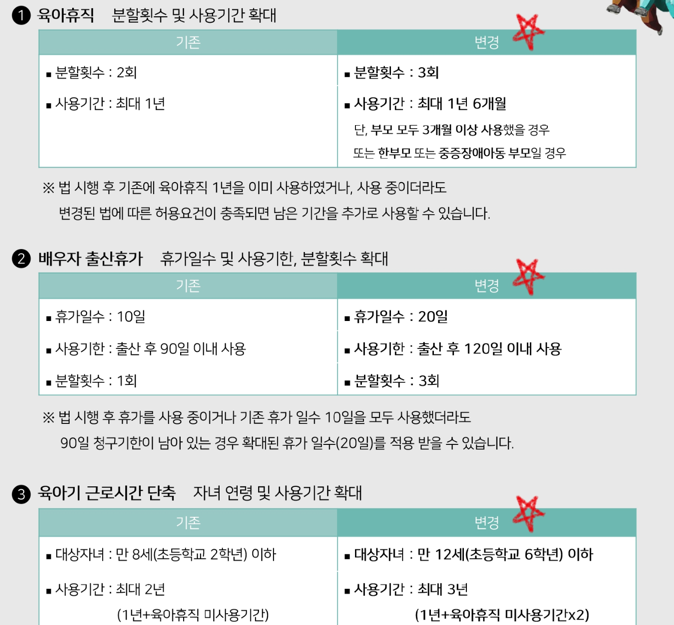 ❶ 육아휴직 분할횟수 및 사용기간 확대
기존 변경
▪ 분할횟수 : 2회 ▪ 분할횟수 : 3회
▪ 사용기간 : 최대 1년 ▪ 사용기간 : 최대 1년 6개월
단, 부모 모두 3개월 이상 사용했을 경우
또는 한부모 또는 중증장애아동 부모일 경우
※ 법 시행 후 기존에 육아휴직 1년을 이미 사용하였거나, 사용 중이더라도
변경된 법에 따른 허용요건이 충족되면 남은 기간을 추가로 사용할 수 있습니다.
❷ 배우자 출산휴가 휴가일수 및 사용기한, 분할횟수 확대
기존 변경
▪ 휴가일수 : 10일 ▪ 휴가일수 : 20일
▪ 사용기한 : 출산 후 90일 이내 사용 ▪ 사용기한 : 출산 후 120일 이내 사용
▪ 분할횟수 : 1회 ▪ 분할횟수 : 3회
※ 법 시행 후 휴가를 사용 중이거나 기존 휴가 일수 10일을 모두 사용했더라도
90일 청구기한이 남아 있는 경우 확대된 휴가 일수(20일)를 적용 받을 수 있습니다.
❸ 육아기 근로시간 단축 자녀 연령 및 사용기간 확대
기존 변경
▪ 대상자녀 : 만 8세(초등학교 2학년) 이하 ▪ 대상자녀 : 만 12세(초등학교 6학년) 이하
▪ 사용기간 : 최대 2년 ▪ 사용기간 : 최대 3년
(1년+육아휴직 미사용기간) (1년+육아휴직 미사용기간x2)